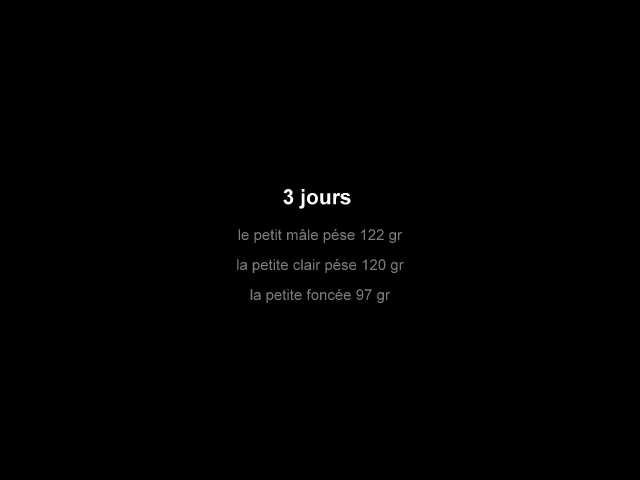 3 jours
le petit mâle pése 122 gr
la petite clair pése 120 gr
la petite foncée 97 gr